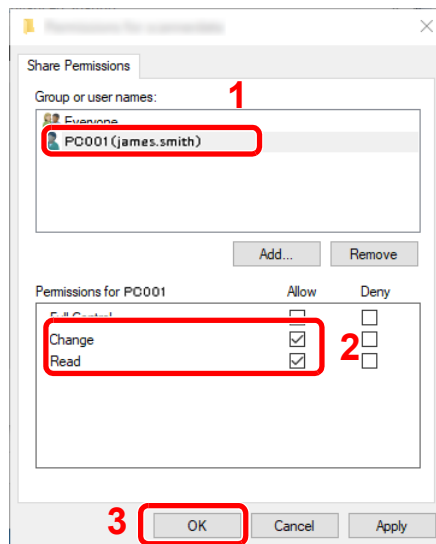 Share Permissions
Group or user names:
1
Everyone
PC001(james.smith)
Add...
Remove
Permissions for PC001
Allow
Deny
Full Control
Change
2
Read
3
OK
Cancel
Apply